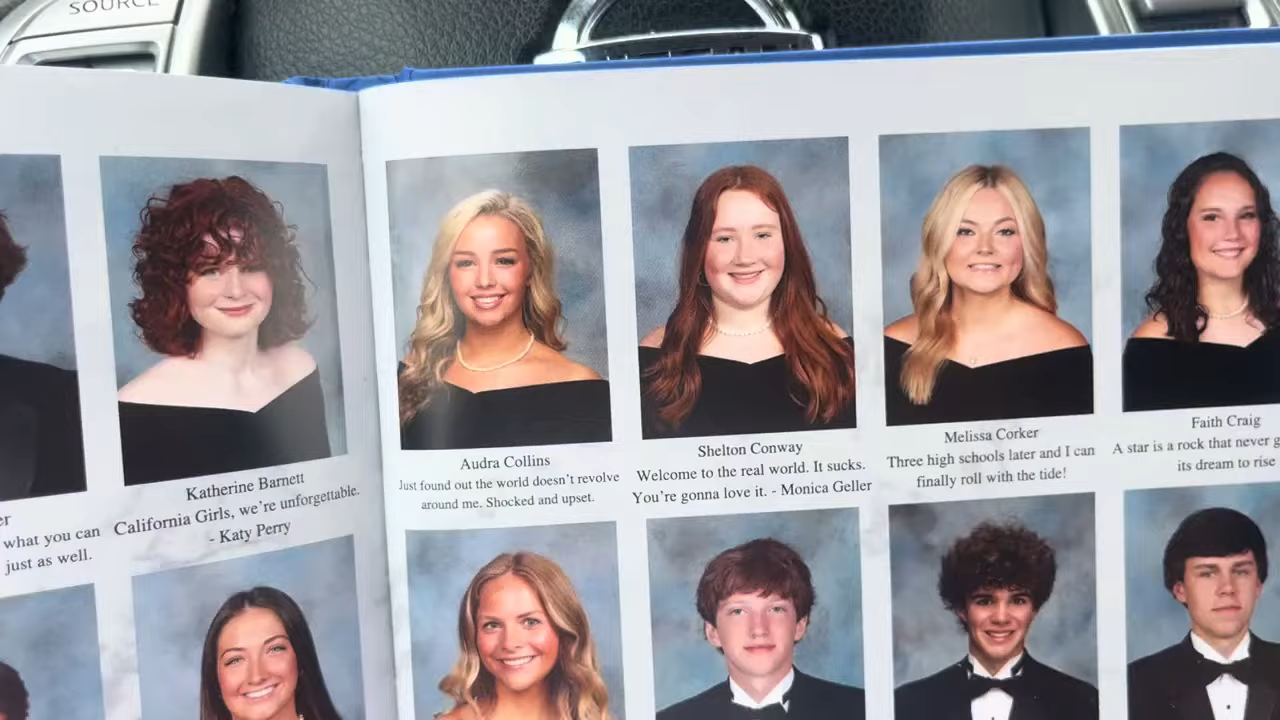 SOURCE
er
what you can
just as well.
Katherine Barnett
California Girls, we're unforgettable.
- Katy Perry
Audra Collins
Just found out the world doesn't revolve
around me. Shocked and upset.
Shelton Conway
Welcome to the real world. It sucks.
You're gonna love it. - Monica Geller
Melissa Corker
Three high schools later and I can
finally roll with the tide!
Faith Craig
A star is a rock that never g
its dream to rise